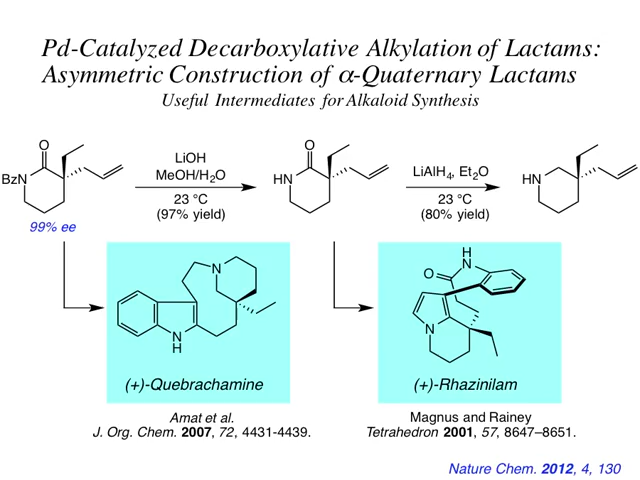 Pd-Catalyzed Decarboxylative Alkylation of Lactams:
Asymmetric Construction of α-Quaternary Lactams
Useful Intermediates for Alkaloid Synthesis
O
BzN
99% ee
LiOH
MeOH/H₂O
23 °C
(97% yield)
O
HN
LiAlH₄, Et₂O
23 °C
(80% yield)
HN
N
N
H
(+)-Quebrachamine
H
N
O
N
(+)-Rhazinilam
Amat et al.
J. Org. Chem. 2007, 72, 4431-4439.
Magnus and Rainey
Tetrahedron 2001, 57, 8647–8651.
Nature Chem. 2012, 4, 130